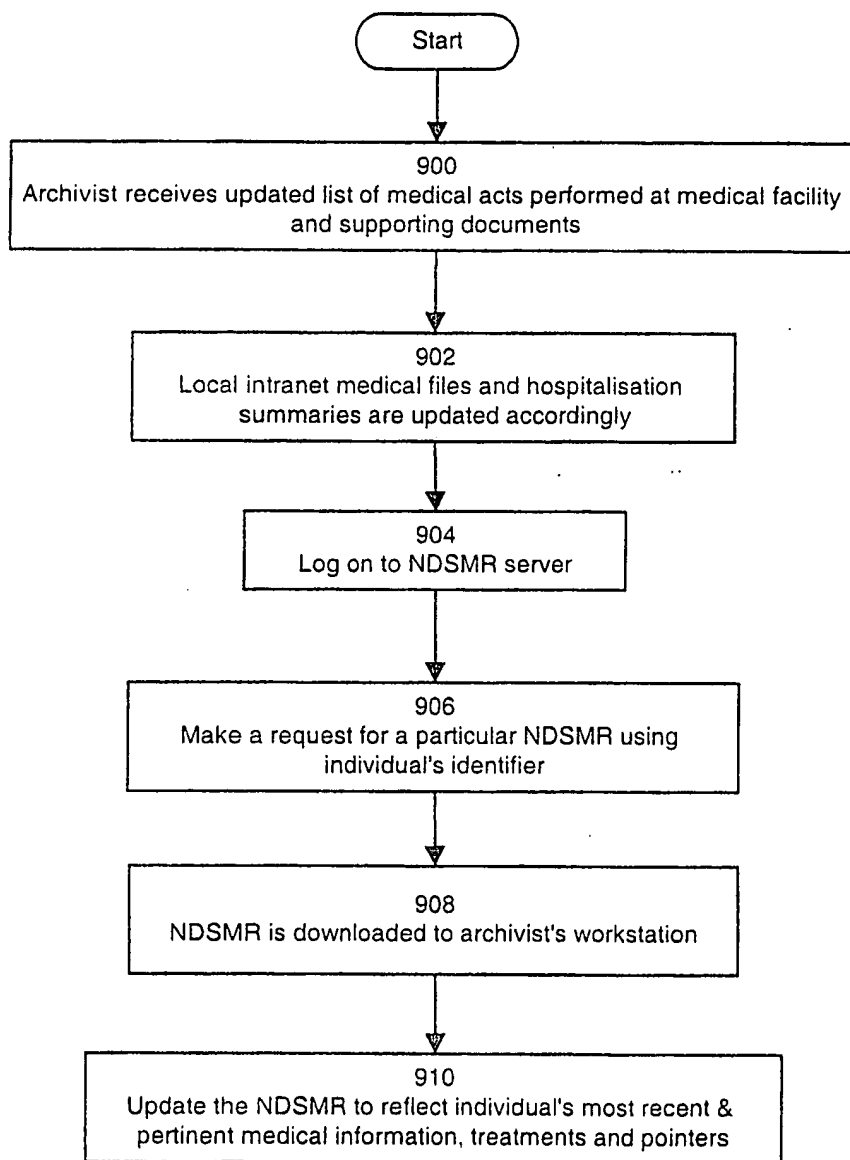 Start
900
Archivist receives updated list of medical acts performed at medical facility
and supporting documents
902
Local intranet medical files and hospitalisation
summaries are updated accordingly
904
Log on to NDSMR server
906
Make a request for a particular NDSMR using
individual's identifier
908
NDSMR is downloaded to archivist's workstation
910
Update the NDSMR to reflect individual's most recent &
pertinent medical information, treatments and pointers